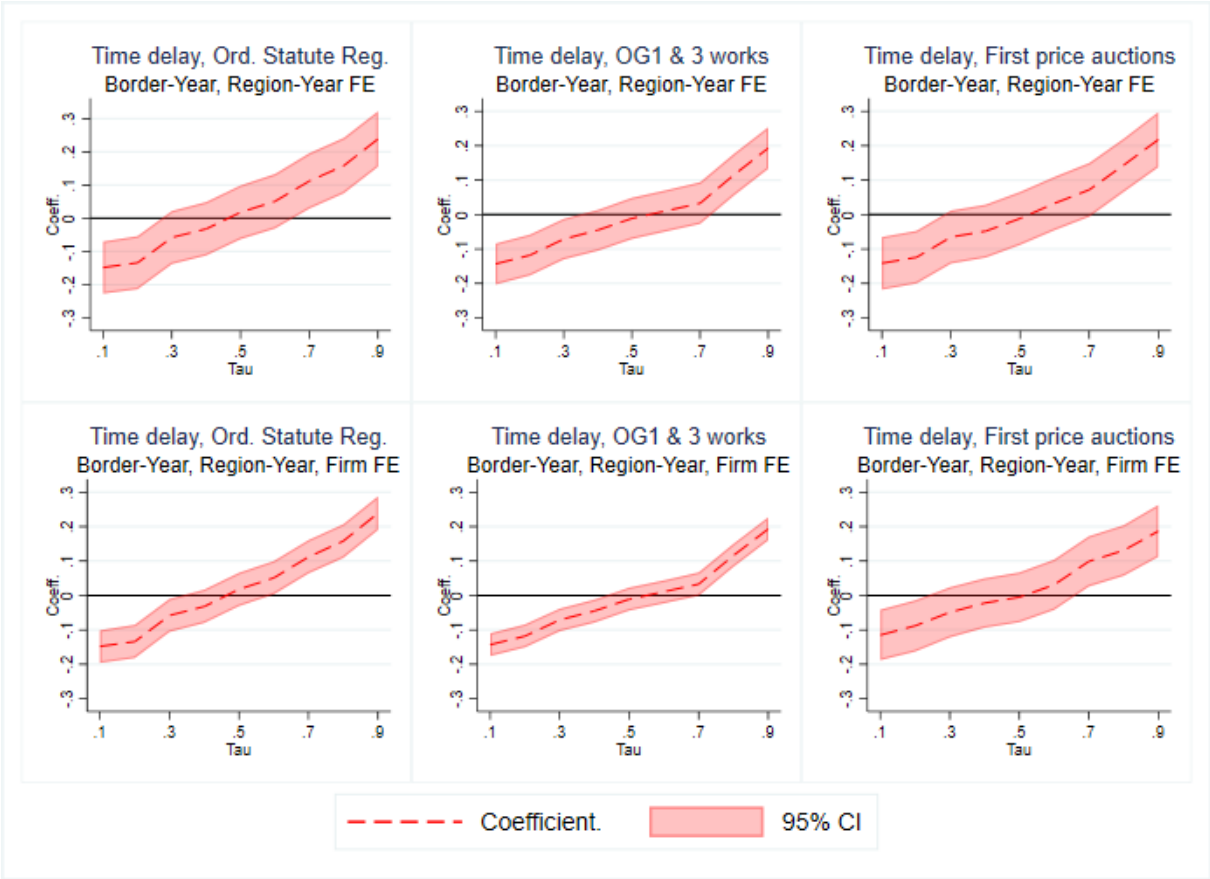 Time delay, Ord. Statute Reg.
Border-Year, Region-Year FE
Coeff.
.3
.2
.1
0
-.1
-.2
-.3
.1
.3
.5
.7
.9
Tau
Time delay, OG1 & 3 works
Border-Year, Region-Year FE
Coeff.
.3
.2
.1
0
-.1
-.2
-.3
.1
.3
.5
.7
.9
Tau
Time delay, First price auctions
Border-Year, Region-Year FE
Coeff.
.3
.2
.1
0
-.1
-.2
-.3
.1
.3
.5
.7
.9
Tau
Time delay, Ord. Statute Reg.
Border-Year, Region-Year, Firm FE
Coeff.
.3
.2
.1
0
-.1
-.2
-.3
.1
.3
.5
.7
.9
Tau
Time delay, OG1 & 3 works
Border-Year, Region-Year, Firm FE
Coeff.
.3
.2
.1
0
-.1
-.2
-.3
.1
.3
.5
.7
.9
Tau
Time delay, First price auctions
Border-Year, Region-Year, Firm FE
Coeff.
.3
.2
.1
0
-.1
-.2
-.3
.1
.3
.5
.7
.9
Tau
Coefficient.
95% CI